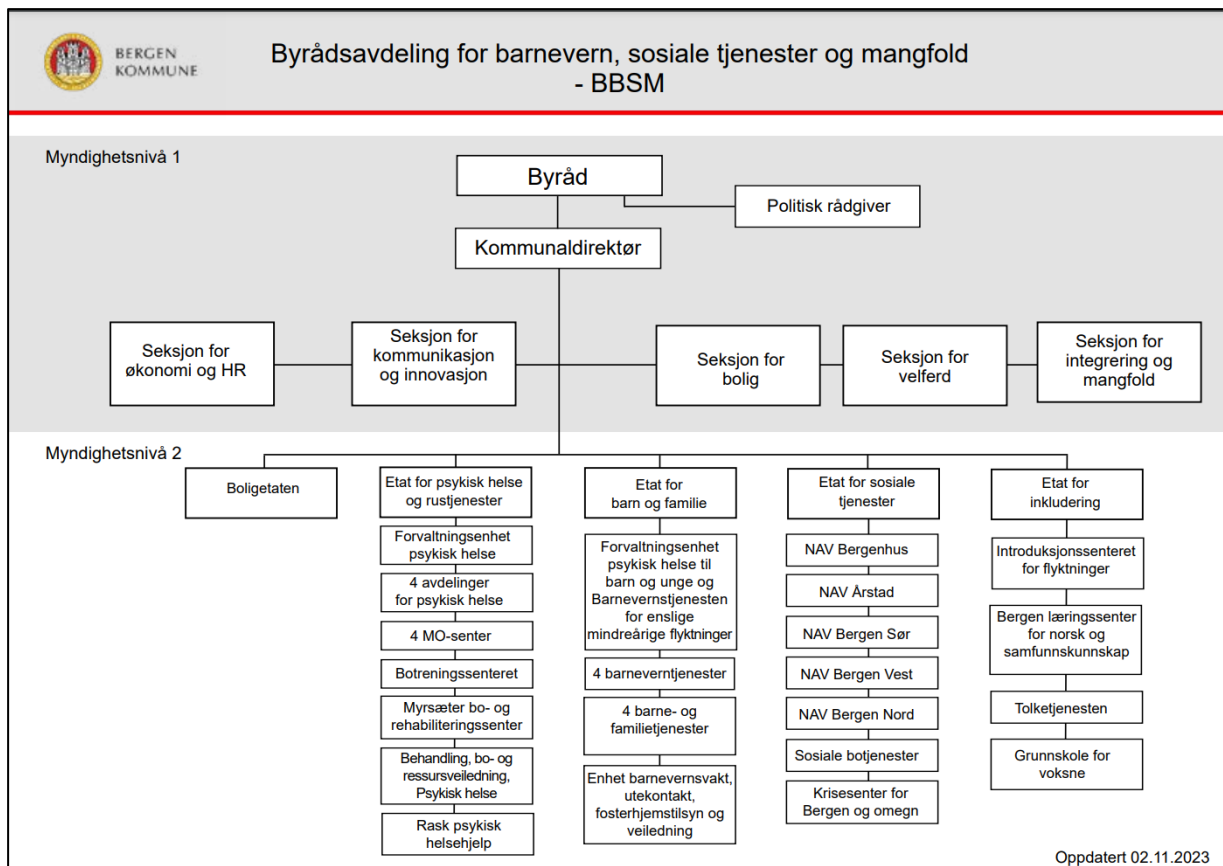 BERGEN
KOMMUNE
Byrådsavdeling for barnevern, sosiale tjenester og mangfold
- BBSM
Myndighetsnivå 1
Byråd
Politisk rådgiver
Kommunaldirektør
Seksjon for
økonomi og HR
Seksjon for
kommunikasjon
og innovasjon
Seksjon for
bolig
Seksjon for
velferd
Seksjon for
integrering og
mangfold
Myndighetsnivå 2
Boligetaten
Etat for psykisk helse
og rustjenester
Forvaltningsenhet
psykisk helse
4 avdelinger
for psykisk helse
4 MO-senter
Botreningssenteret
Myrsæter bo- og
rehabiliteringssenter
Behandling, bo- og
ressursveiledning,
Psykisk helse
Rask psykisk
helsehjelp
Etat for
barn og familie
Forvaltningsenhet
psykisk helse til
barn og unge og
Barnevernstjenesten
for enslige
mindreårige flyktninger
4 barneverntjenester
4 barne- og
familietjenester
Enhet barnevernsvakt,
utekontakt,
fosterhjemstilsyn og
veiledning
Etat for sosiale
tjenester
NAV Bergenhus
NAV Årstad
NAV Bergen Sør
NAV Bergen Vest
NAV Bergen Nord
Sosiale botjenester
Krisesenter for
Bergen og omegn
Etat for
inkludering
Introduksjonssenteret
for flyktninger
Bergen læringssenter
for norsk og
samfunnskunnskap
Tolketjenesten
Grunnskole for
voksne
Oppdatert 02.11.2023